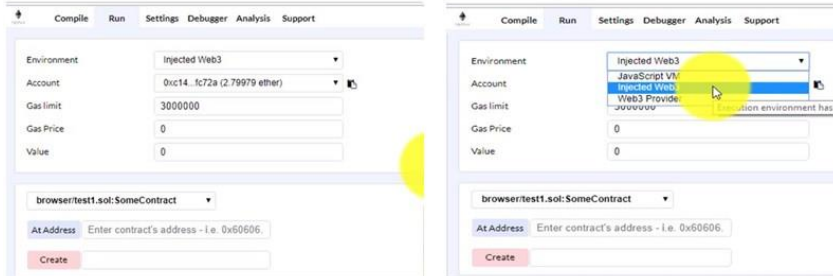 Compile Run Settings Debugger Analysis Support
Environment Injected Web3
Account 0xc14...fc72a (2.79979 ether)
Gas limit 3000000
Gas Price 0
Value 0
browser/test1.sol:SomeContract
At Address Enter contract's address - i.e. 0x60606.
Create
Compile Run Settings Debugger Analysis Support
Environment Injected Web3
JavaScript VM
Account Injected Web3
Web3 Provider
Gas limit 3000000 Execution environment has
Gas Price 0
Value 0
browser/test1.sol:SomeContract
At Address Enter contract's address - i.e. 0x60606.
Create